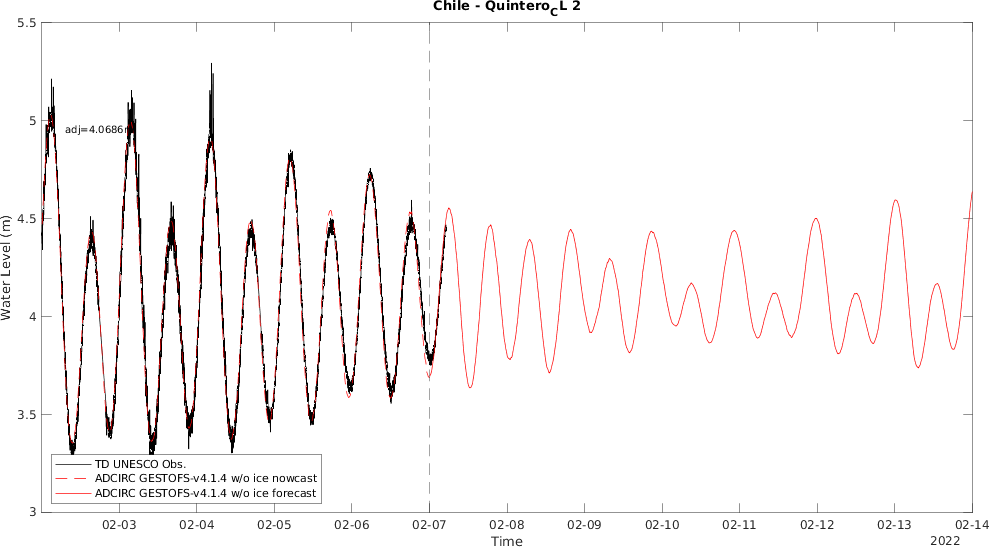 Chile - Quintero_CL 2
5.5
5
4.5
4
3.5
3
Water Level (m)
adj=4.0686m
TD UNESCO Obs.
ADCIRC GESTOFS-v4.1.4 w/o ice nowcast
ADCIRC GESTOFS-v4.1.4 w/o ice forecast
02-03 02-04 02-05 02-06 02-07 02-08 02-09 02-10 02-11 02-12 02-13 02-14
Time
2022